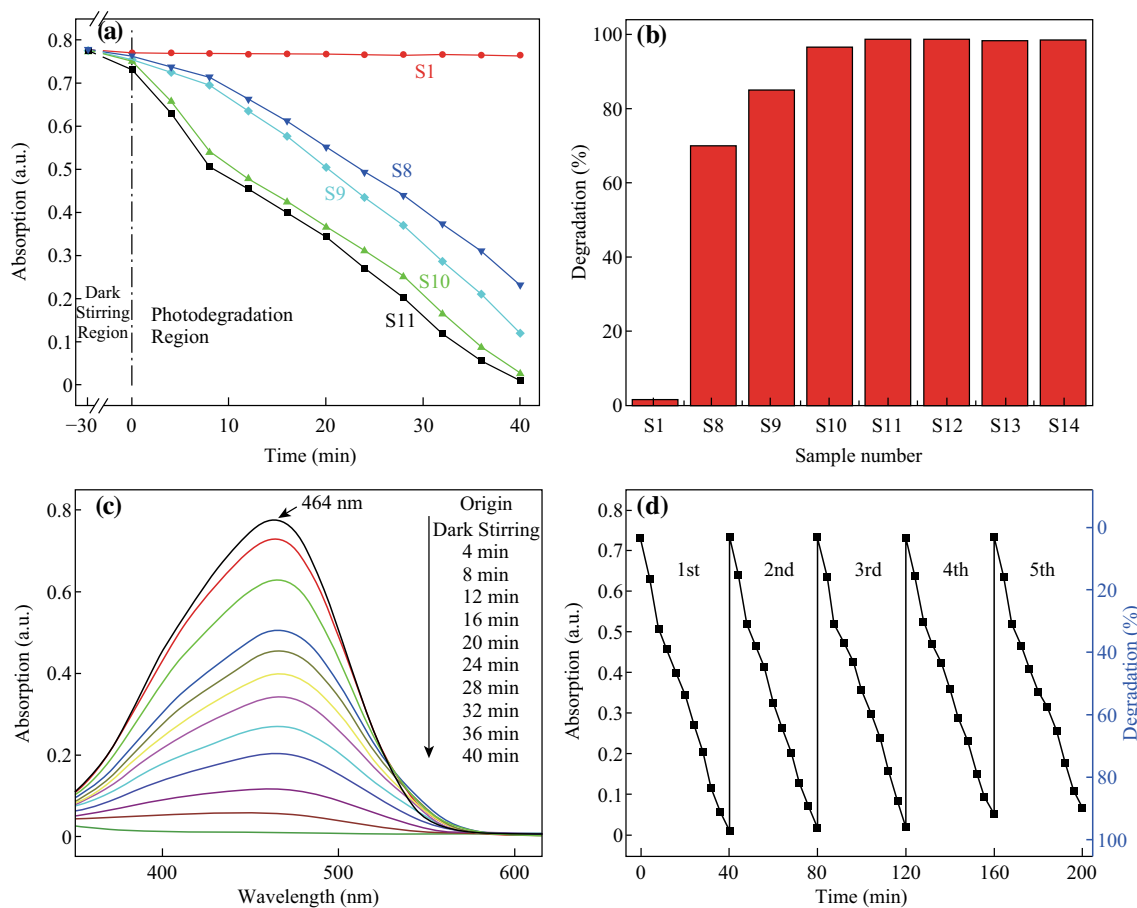 (a)
0.8
0.7
0.6
0.5
0.4
0.3
0.2
0.1
0
Absorption (a.u.)
S1
S8
S9
S10
S11
Dark
Stirring
Region
Photodegradation
Region
−30 0 10 20 30 40
Time (min)
(b)
100
80
60
40
20
0
Degradation (%)
S1 S8 S9 S10 S11 S12 S13 S14
Sample number
(c)
0.8
0.6
0.4
0.2
0
Absorption (a.u.)
464 nm
Origin
Dark Stirring
4 min
8 min
12 min
16 min
20 min
24 min
28 min
32 min
36 min
40 min
400 500 600
Wavelength (nm)
(d)
0.8
0.7
0.6
0.5
0.4
0.3
0.2
0.1
0
Absorption (a.u.)
1st 2nd 3rd 4th 5th
0
20
40
60
80
100
Degradation (%)
0 40 80 120 160 200
Time (min)